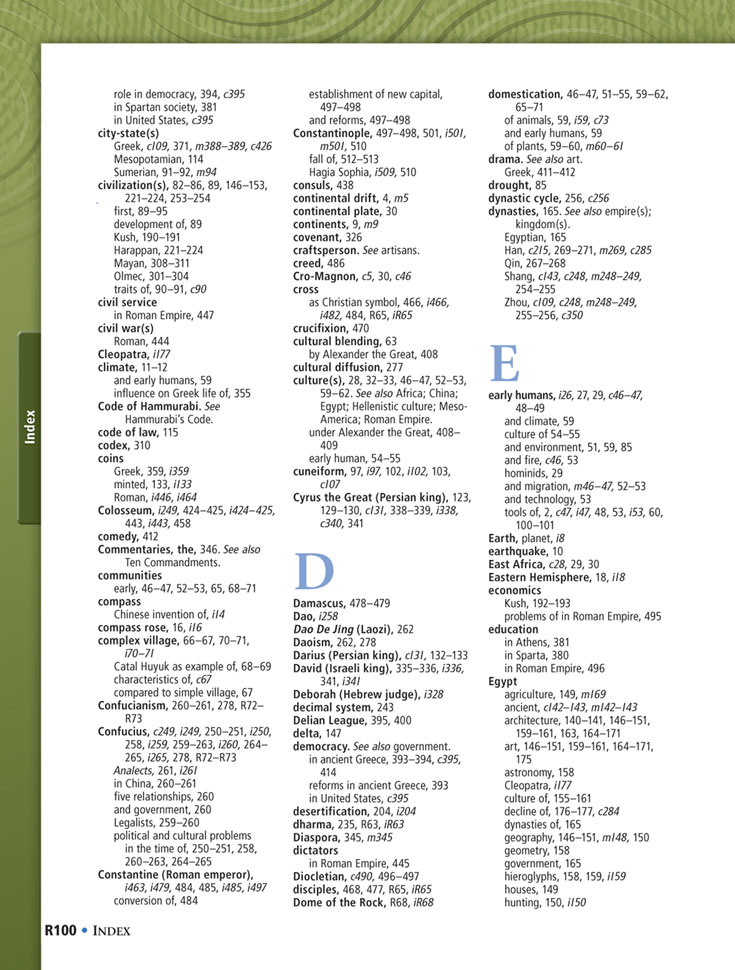 role in democracy, 394, c395
in Spartan society, 381
in United States, c395
city-state(s)
Greek, c109, 371, m388–389, c426
Mesopotamian, 114
Sumerian, 91–92, m94
civilization(s), 82–86, 89, 146–153,
221–224, 253–254
first, 89–95
development of, 89
Kush, 190–191
Harappan, 221–224
Mayan, 308–311
Olmec, 301–304
traits of, 90–91, c90
civil service
in Roman Empire, 447
civil war(s)
Roman, 444
Cleopatra, i177
climate, 11–12
and early humans, 59
influence on Greek life of, 355
Code of Hammurabi. See
Hammurabi's Code.
code of law, 115
codex, 310
coins
Greek, 359, i359
minted, 133, i133
Roman, i446, i464
Colosseum, i249, 424–425, i424–425,
443, i443, 458
comedy, 412
Commentaries, the, 346. See also
Ten Commandments.
communities
early, 46–47, 52–53, 65, 68–71
compass
Chinese invention of, i14
compass rose, 16, i16
complex village, 66–67, 70–71,
i70–71
Catal Huyuk as example of, 68–69
characteristics of, c67
compared to simple village, 67
Confucianism, 260–261, 278, R72–
R73
Confucius, c249, i249, 250–251, i250,
258, i259, 259–263, i260, 264–
265, i265, 278, R72–R73
Analects, 261, i261
in China, 260–261
five relationships, 260
and government, 260
Legalists, 259–260
political and cultural problems
in the time of, 250–251, 258,
260–263, 264–265
Constantine (Roman emperor),
i463, i479, 484, 485, i485, i497
conversion of, 484
establishment of new capital,
497–498
and reforms, 497–498
Constantinople, 497–498, 501, i501,
m501, 510
fall of, 512–513
Hagia Sophia, i509, 510
consuls, 438
continental drift, 4, m5
continental plate, 30
continents, 9, m9
covenant, 326
craftsperson. See artisans.
creed, 486
Cro-Magnon, c5, 30, c46
cross
as Christian symbol, 466, i466,
i482, 484, R65, iR65
crucifixion, 470
cultural blending, 63
by Alexander the Great, 408
cultural diffusion, 277
culture(s), 28, 32–33, 46–47, 52–53,
59–62. See also Africa; China;
Egypt; Hellenistic culture; Meso-
America; Roman Empire.
under Alexander the Great, 408–
409
early human, 54–55
cuneiform, 97, i97, 102, i102, 103,
c107
Cyrus the Great (Persian king), 123,
129–130, c131, 338–339, i338,
c340, 341
D
Damascus, 478–479
Dao, i258
Dao De Jing (Laozi), 262
Daoism, 262, 278
Darius (Persian king), c131, 132–133
David (Israeli king), 335–336, i336,
341, i341
Deborah (Hebrew judge), i328
decimal system, 243
Delian League, 395, 400
delta, 147
democracy. See also government.
in ancient Greece, 393–394, c395,
414
reforms in ancient Greece, 393
in United States, c395
desertification, 204, i204
dharma, 235, R63, iR63
Diaspora, 345, m345
dictators
in Roman Empire, 445
Diocletian, c490, 496–497
disciples, 468, 477, R65, iR65
Dome of the Rock, R68, iR68
domestication, 46–47, 51–55, 59–62,
65–71
of animals, 59, i59, c73
and early humans, 59
of plants, 59–60, m60–61
drama. See also art.
Greek, 411–412
drought, 85
dynastic cycle, 256, c256
dynasties, 165. See also empire(s);
kingdom(s).
Egyptian, 165
Han, c215, 269–271, m269, c285
Qin, 267–268
Shang, c143, c248, m248–249,
254–255
Zhou, c109, c248, m248–249,
255–256, c350
E
early humans, i26, 27, 29, c46–47,
48–49
and climate, 59
culture of 54–55
and environment, 51, 59, 85
and fire, c46, 53
hominids, 29
and migration, m46–47, 52–53
and technology, 53
tools of, 2, c47, i47, 48, 53, i53, 60,
100–101
Earth, planet, i8
earthquake, 10
East Africa, c28, 29, 30
Eastern Hemisphere, 18, i18
economics
Kush, 192–193
problems of in Roman Empire, 495
education
in Athens, 381
in Sparta, 380
in Roman Empire, 496
Egypt
agriculture, 149, m169
ancient, c142–143, m142–143
architecture, 140–141, 146–151,
159–161, 163, 164–171
art, 146–151, 159–161, 164–171,
175
astronomy, 158
Cleopatra, i177
culture of, 155–161
decline of, 176–177, c284
dynasties of, 165
geography, 146–151, m148, 150
geometry, 158
government, 165
hieroglyphs, 158, 159, i159
houses, 149
hunting, 150, i150
Index
R100 • INDEX